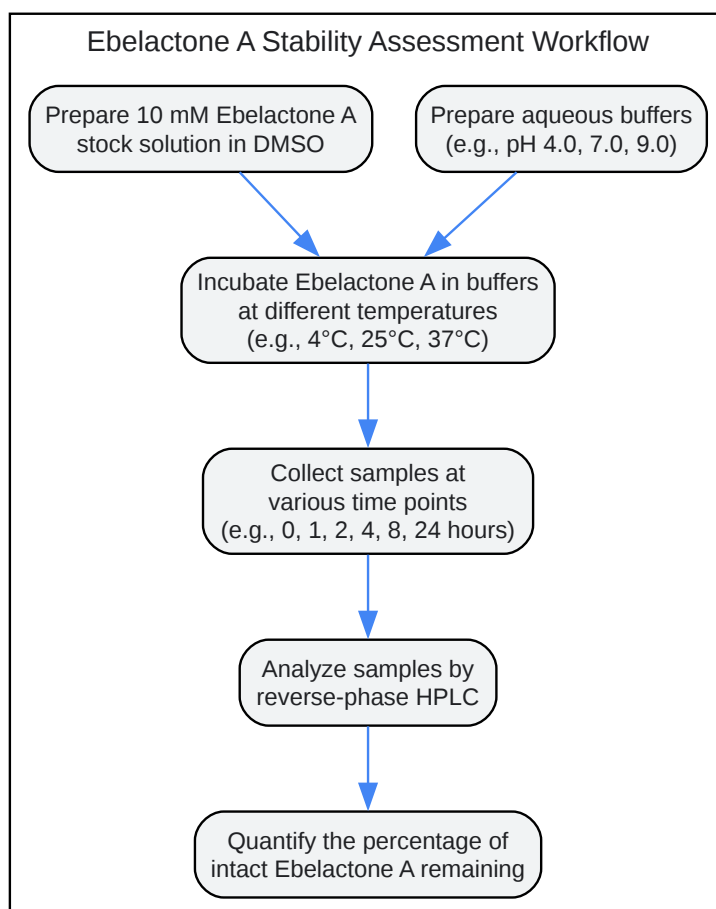 Ebelactone A Stability Assessment Workflow
Prepare 10 mM Ebelactone A
stock solution in DMSO
Prepare aqueous buffers
(e.g., pH 4.0, 7.0, 9.0)
Incubate Ebelactone A in buffers
at different temperatures
(e.g., 4°C, 25°C, 37°C)
Collect samples at
various time points
(e.g., 0, 1, 2, 4, 8, 24 hours)
Analyze samples by
reverse-phase HPLC
Quantify the percentage of
intact Ebelactone A remaining